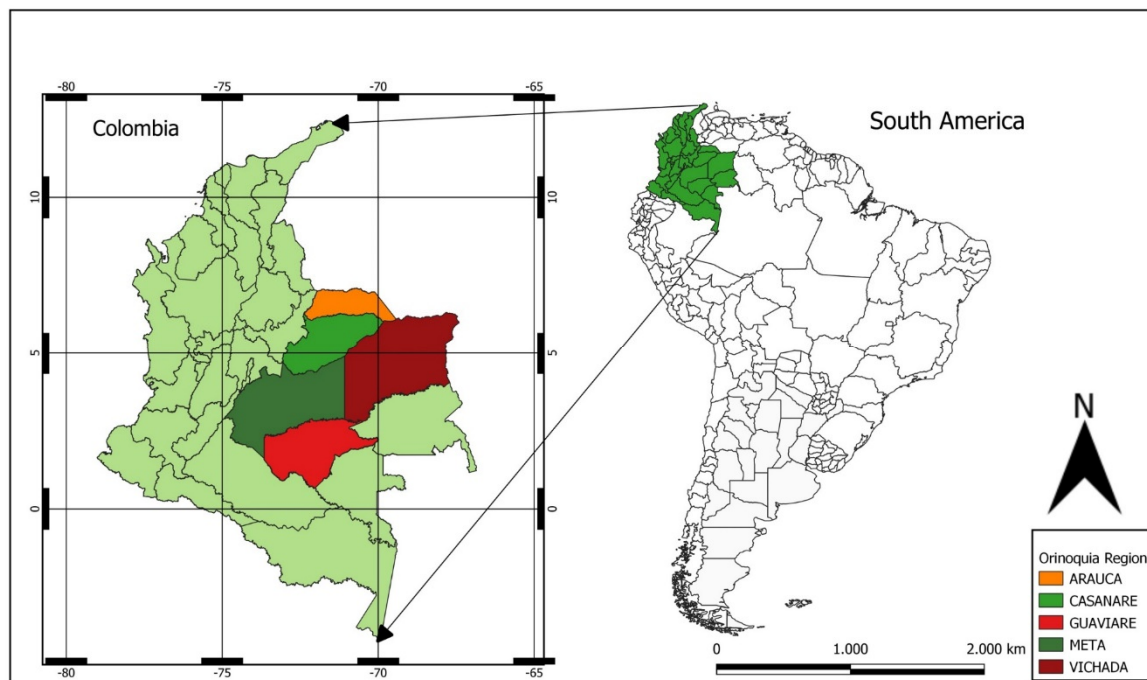 -80 -75 -70 -65
Colombia
South America
10 10
5 5
0 0
-80 -75 -70 -65
N
Orinoquia Region
ARAUCA
CASANARE
GUAVIARE
META
VICHADA
0 1.000 2.000 km